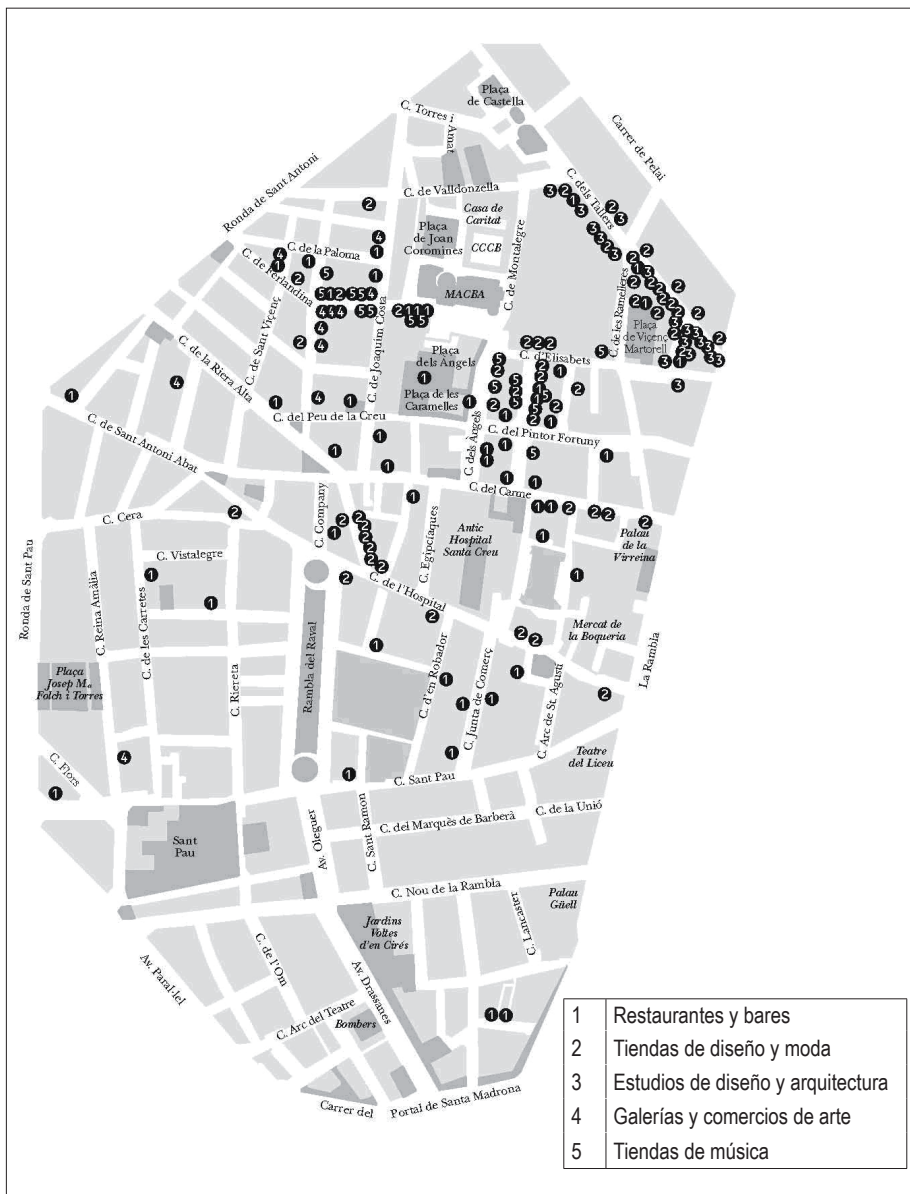 Plaça
de Castella
C. Torres i
Amat
Carrer de Pelai
Ronda de Sant Antoni
C. de Valldonzella
C. dels Tallers
Casa de
Caritat
Plaça
de Joan
Coromines
CCCB
C. de Montalegre
C. de la Paloma
C. de Ferlandina
MACBA
C. de les Ramelleres
Plaça
de Viçenç
Martorell
C. de Sant Viçenç
C. de Joaquim Costa
C. de la Riera Alta
Plaça
dels Àngels
C. d'Elisabets
Plaça de les
Caramelles
C. del Peu de la Creu
C. dels Àngels
C. del Pintor Fortuny
C. de Sant Antoni Abat
C. del Carme
C. Cera
C. Company
C. Egipcíaques
Antic
Hospital
Santa Creu
Palau
de la
Virreina
Ronda de Sant Pau
C. Vistalegre
C. Reina Amàlia
C. de les Carretes
C. de l'Hospital
Mercat de
la Boqueria
La Rambla
Plaça
Josep M.a
Folch i Torres
C. Riereta
Rambla del Raval
C. d'en Robador
C. Junta de Comerç
C. Arc de St. Agustí
Teatre
del Liceu
C. Flors
C. Sant Pau
C. de la Unió
Sant
Pau
Av. Oleguer
C. Sant Ramon
C. del Marquès de Barberà
C. Nou de la Rambla
Palau
Güell
Jardins
Voltes
d'en Cirés
C. Lancaster
Av. Paral-lel
C. de l'Om
Av. Drassanes
C. Arc del Teatre
Bombers
Carrer del
Portal de Santa Madrona
1 Restaurantes y bares
2 Tiendas de diseño y moda
3 Estudios de diseño y arquitectura
4 Galerías y comercios de arte
5 Tiendas de música